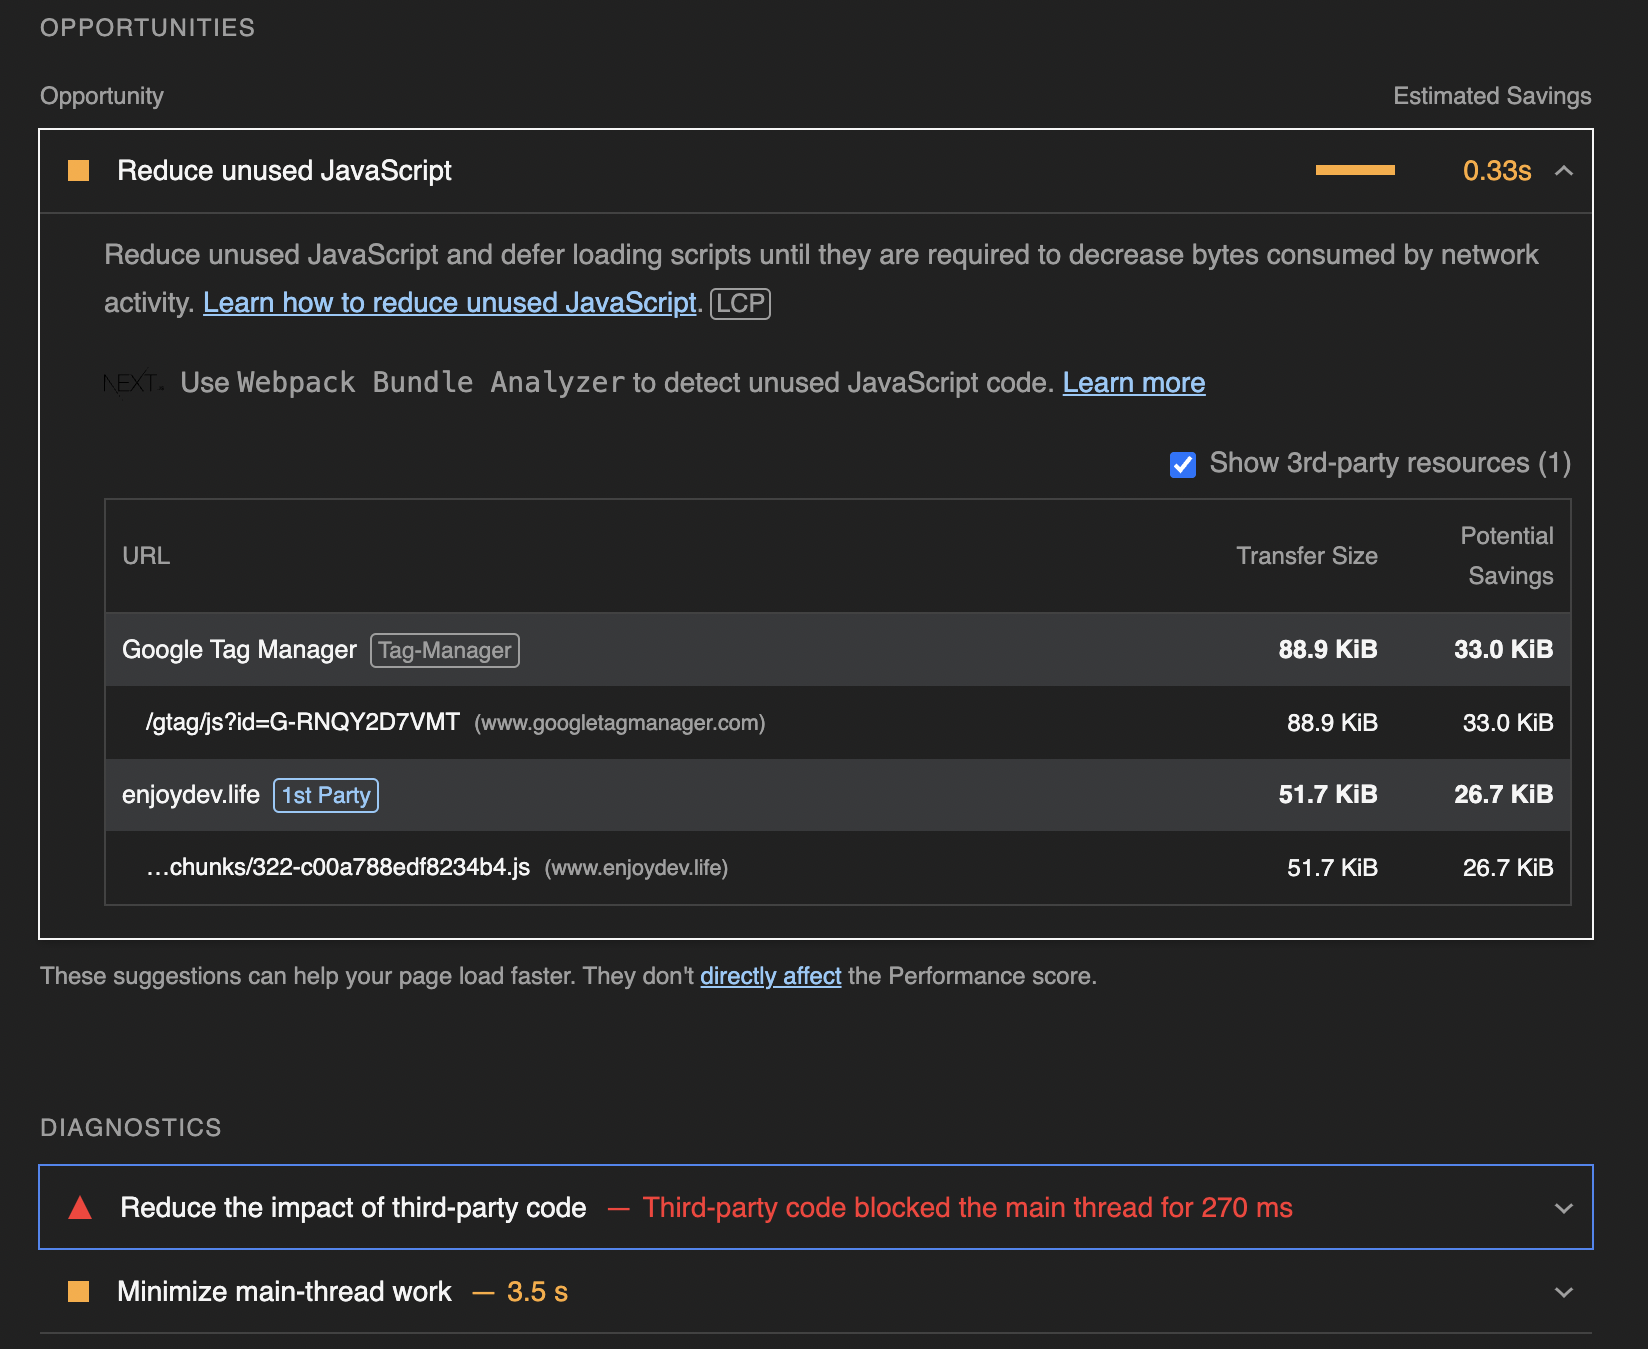 OPPORTUNITIES
Opportunity Estimated Savings
Reduce unused JavaScript 0.33s
Reduce unused JavaScript and defer loading scripts until they are required to decrease bytes consumed by network
activity. Learn how to reduce unused JavaScript. LCP
NEXT. Use Webpack Bundle Analyzer to detect unused JavaScript code. Learn more
Show 3rd-party resources (1)
URL Transfer Size Potential
Savings
Google Tag Manager Tag-Manager 88.9 KiB 33.0 KiB
/gtag/js?id=G-RNQY2D7VMT (www.googletagmanager.com) 88.9 KiB 33.0 KiB
enjoydev.life 1st Party 51.7 KiB 26.7 KiB
…chunks/322-c00a788edf8234b4.js (www.enjoydev.life) 51.7 KiB 26.7 KiB
These suggestions can help your page load faster. They don't directly affect the Performance score.
DIAGNOSTICS
Reduce the impact of third-party code — Third-party code blocked the main thread for 270 ms
Minimize main-thread work — 3.5 s